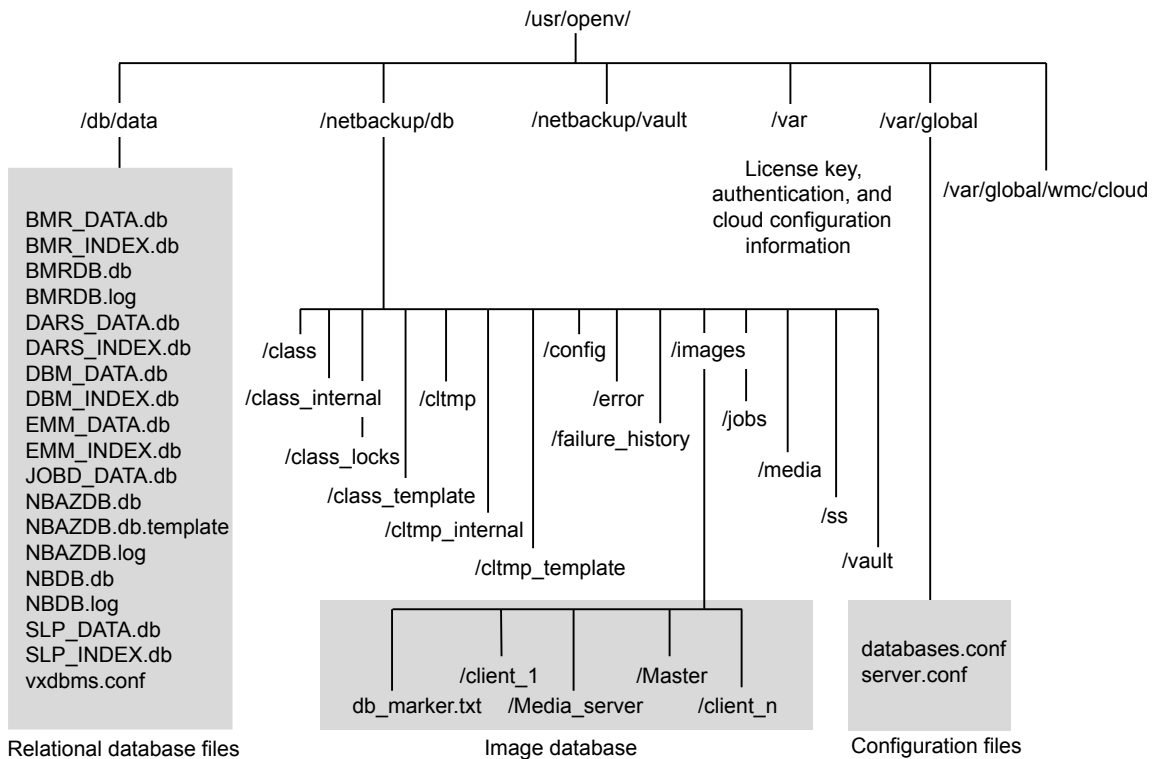 /usr/openv/
/db/data
/netbackup/db
/netbackup/vault
/var
/var/global
/var/global/wmc/cloud
License key,
authentication, and
cloud configuration
information
BMR_DATA.db
BMR_INDEX.db
BMRDB.db
BMRDB.log
DARS_DATA.db
DARS_INDEX.db
DBM_DATA.db
DBM_INDEX.db
EMM_DATA.db
EMM_INDEX.db
JOBD_DATA.db
NBAZDB.db
NBAZDB.db.template
NBAZDB.log
NBDB.db
NBDB.log
SLP_DATA.db
SLP_INDEX.db
vxdbms.conf
Relational database files
/class
/class_internal
/class_locks
/class_template
/cltmp
/cltmp_internal
/cltmp_template
/config
/error
/failure_history
/images
/jobs
/media
/ss
/vault
/client_1
/Master
db_marker.txt
/Media_server
/client_n
Image database
databases.conf
server.conf
Configuration files